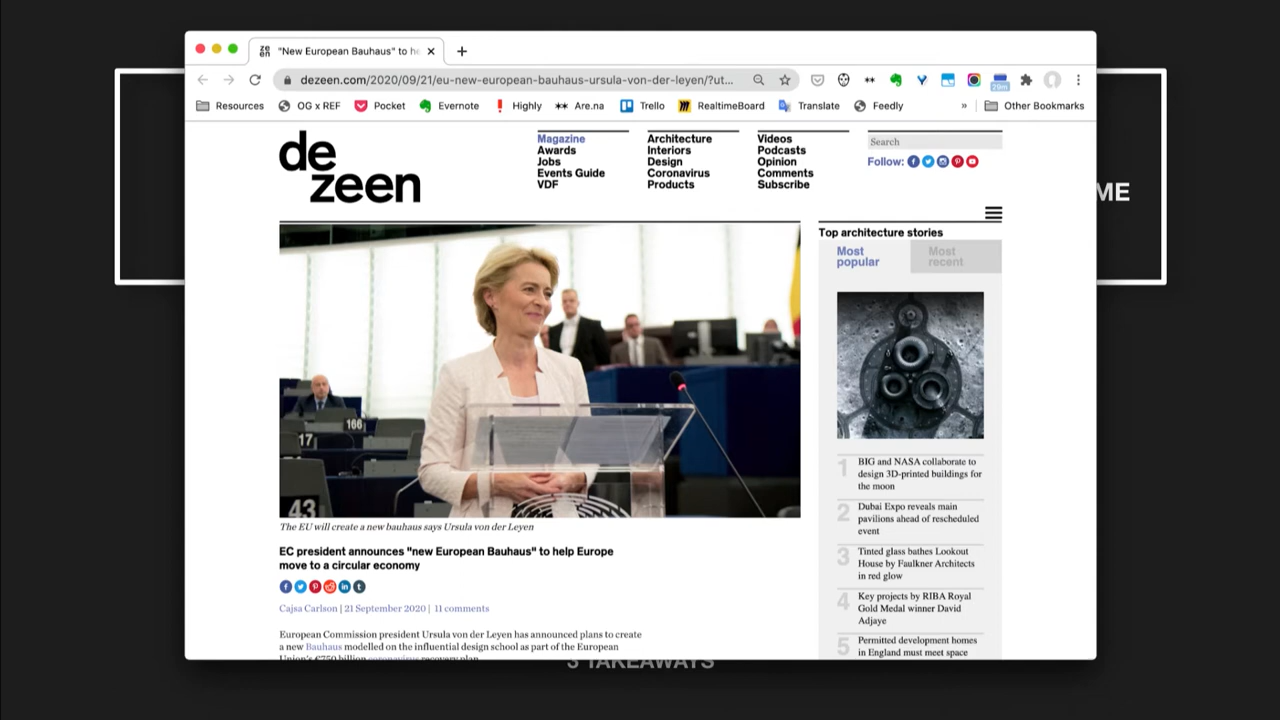 "New European Bauhaus" to he
dezeen.com/2020/09/21/eu-new-european-bauhaus-ursula-von-der-leyen/?ut...
29m
Resources
OG x REF
Pocket
Evernote
Highly
Are.na
Trello
RealtimeBoard
Translate
Feedly
»
Other Bookmarks
de
zeen
Magazine
Awards
Jobs
Events Guide
VDF
Architecture
Interiors
Design
Coronavirus
Products
Videos
Podcasts
Opinion
Comments
Subscribe
Search
Follow:
ME
Top architecture stories
Most
popular
Most
recent
166
17
43
The EU will create a new bauhaus says Ursula von der Leyen
EC president announces "new European Bauhaus" to help Europe
move to a circular economy
Cajsa Carlson | 21 September 2020 | 11 comments
European Commission president Ursula von der Leyen has announced plans to create
a new Bauhaus modelled on the influential design school as part of the European
Union's €750 billion coronavirus recovery plan.
1 BIG and NASA collaborate to
design 3D-printed buildings for
the moon
2 Dubai Expo reveals main
pavilions ahead of rescheduled
event
3 Tinted glass bathes Lookout
House by Faulkner Architects
in red glow
4 Key projects by RIBA Royal
Gold Medal winner David
Adjaye
5 Permitted development homes
in England must meet space
3 TAKEAWAYS